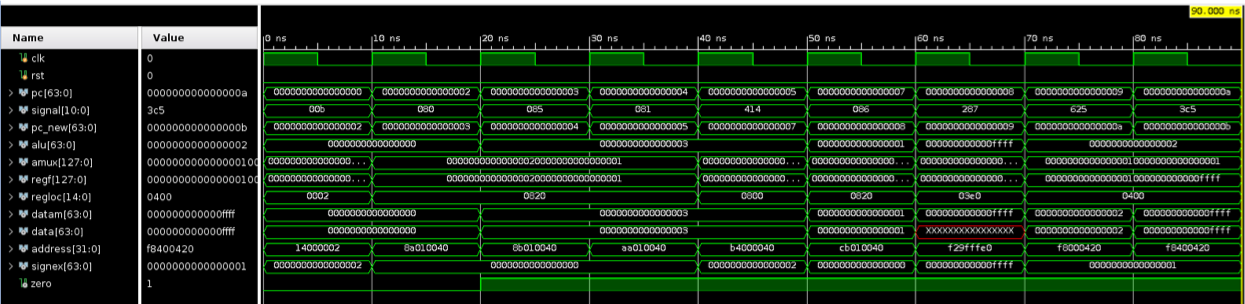 90.000 ns
Name Value 0 ns 10 ns 20 ns 30 ns 40 ns 50 ns 60 ns 70 ns 80 ns
clk 0
rst 0
pc[63:0] 000000000000000a 0000000000000000 0000000000000002 0000000000000003 0000000000000004 0000000000000005 0000000000000007 0000000000000008 0000000000000009 000000000000000a
signal[10:0] 3c5 00b 080 085 081 414 086 287 625 3c5
pc_new[63:0] 000000000000000b 0000000000000002 0000000000000003 0000000000000004 0000000000000005 0000000000000007 0000000000000008 0000000000000009 000000000000000a 000000000000000b
alu[63:0] 0000000000000002 0000000000000000 0000000000000003 0000000000000001 000000000000ffff 0000000000000002
amux[127:0] 0000000000000000100 0000000000000000... 00000000000000020000000000000001 0000000000000000... 0000000000000000... 0000000000000000... 00000000000000010000000000000001
regf[127:0] 0000000000000000100 0000000000000000... 00000000000000020000000000000001 0000000000000000... 0000000000000000... 0000000000000000... 0000000000000001000000000000ffff
regloc[14:0] 0400 0002 0820 0800 0820 03e0 0400
datam[63:0] 000000000000ffff 0000000000000000 0000000000000003 0000000000000001 000000000000ffff 0000000000000002 000000000000ffff
data[63:0] 000000000000ffff 0000000000000000 0000000000000003 0000000000000001 XXXXXXXXXXXXXXXX 0000000000000002 000000000000ffff
address[31:0] f8400420 14000002 8a010040 8b010040 aa010040 b4000040 cb010040 f29fffe0 f8000420 f8400420
signex[63:0] 0000000000000001 0000000000000002 0000000000000000 0000000000000002 0000000000000000 000000000000ffff 0000000000000001
zero 1